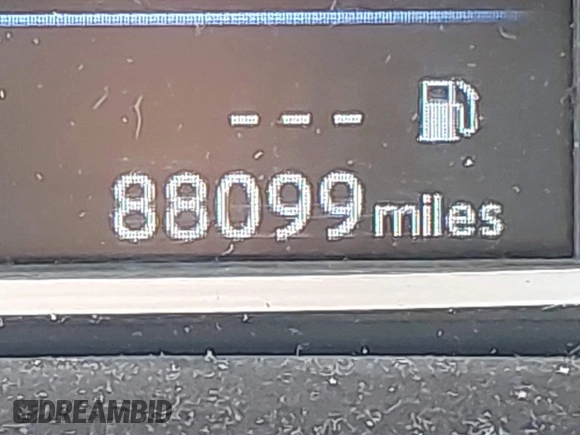 ---
88099 miles
DREAMBID